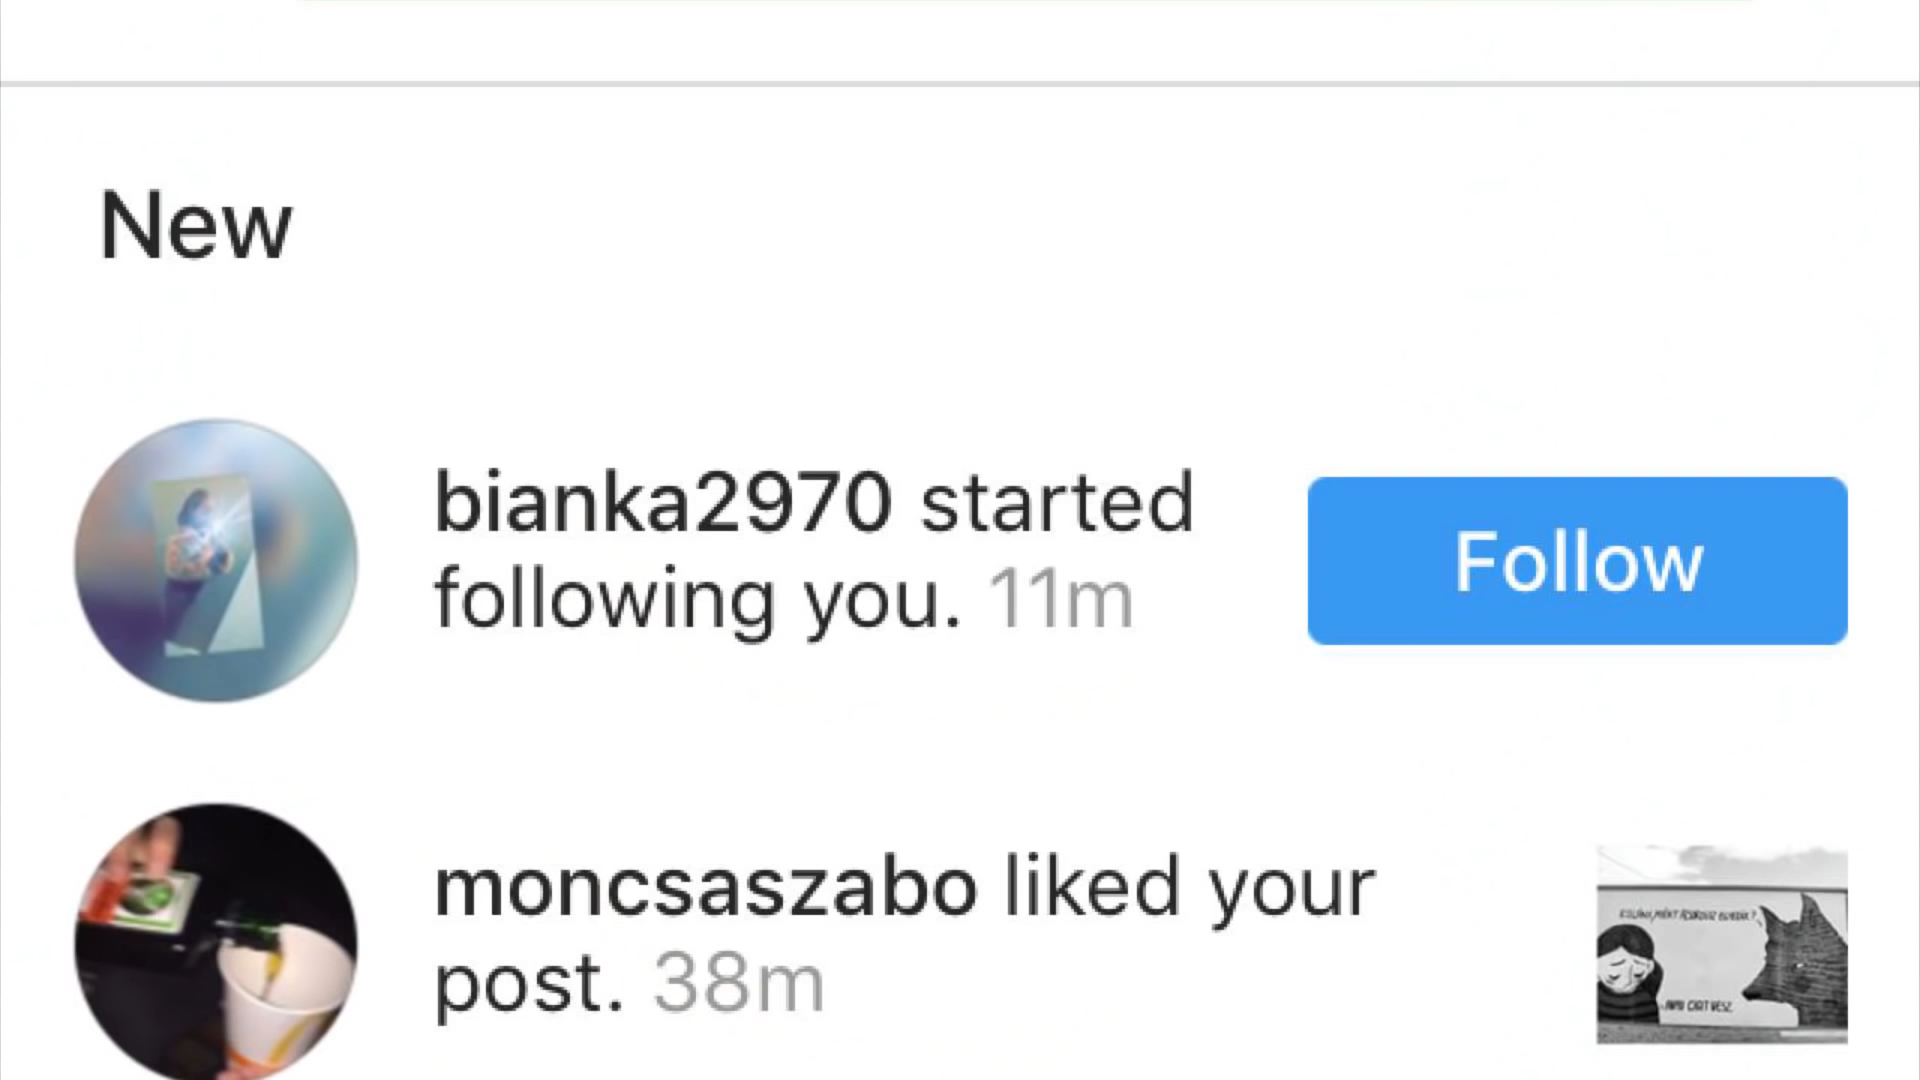 New
bianka2970 started
following you. 11m
Follow
moncsaszabo liked your
post. 38m